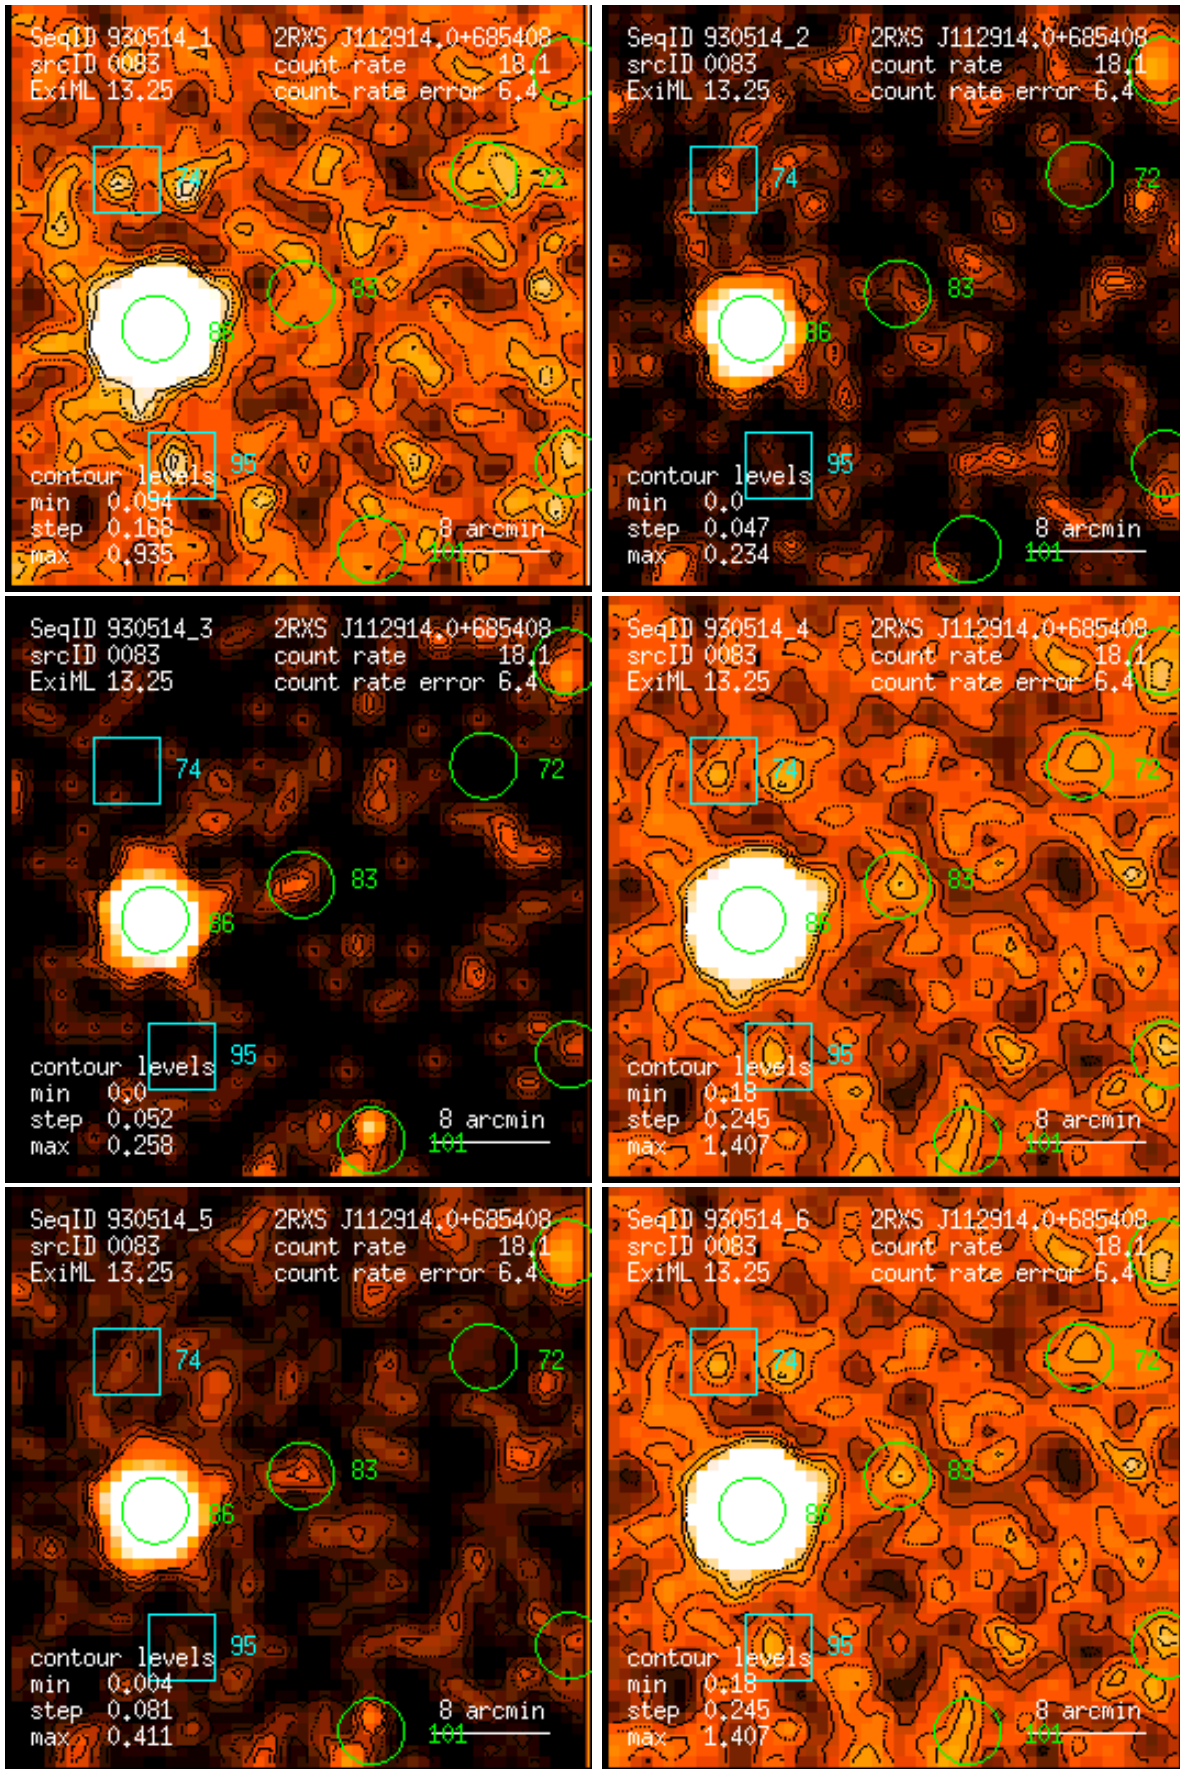 SeqID 930514_1 2RXS J112914.0+685408
srcID 0083 count rate 18.1
ExiML 13.25 count rate error 6.4
74
72
83
86
95
contour levels
min 0.094
step 0.168 8 arcmin
max 0.935 101
SeqID 930514_2 2RXS J112914.0+685408
srcID 0083 count rate 18.1
ExiML 13.25 count rate error 6.4
74
72
83
86
95
contour levels
min 0.0
step 0.047 8 arcmin
max 0.234 101
SeqID 930514_3 2RXS J112914.0+685408
srcID 0083 count rate 18.1
ExiML 13.25 count rate error 6.4
74
72
83
86
95
contour levels
min 0.0
step 0.052 8 arcmin
max 0.258 101
SeqID 930514_4 2RXS J112914.0+685408
srcID 0083 count rate 18.1
ExiML 13.25 count rate error 6.4
74
72
83
86
95
contour levels
min 0.18
step 0.245 8 arcmin
max 1.407 101
SeqID 930514_5 2RXS J112914.0+685408
srcID 0083 count rate 18.1
ExiML 13.25 count rate error 6.4
74
72
83
86
95
contour levels
min 0.004
step 0.081 8 arcmin
max 0.411 101
SeqID 930514_6 2RXS J112914.0+685408
srcID 0083 count rate 18.1
ExiML 13.25 count rate error 6.4
74
72
83
86
95
contour levels
min 0.18
step 0.245 8 arcmin
max 1.407 101